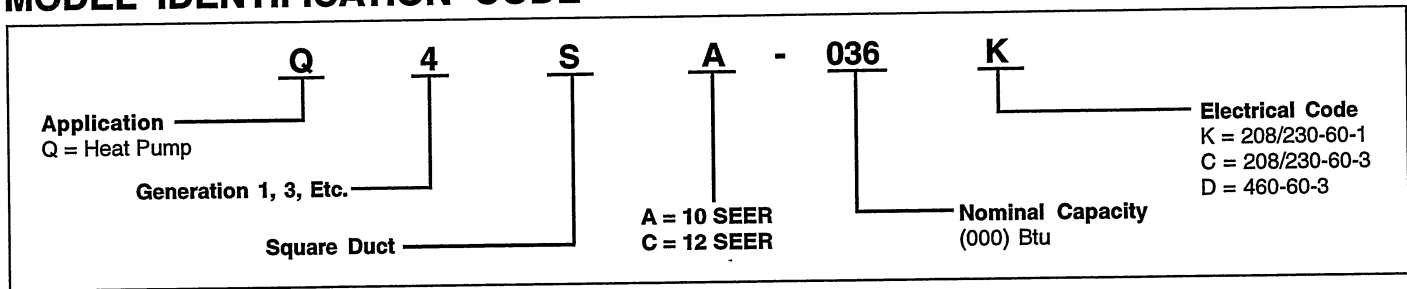 MODEL IDENTIFICATION CODE
Q 4 S A - 036 K
Application
Q = Heat Pump
Generation 1, 3, Etc.
Square Duct
A = 10 SEER
C = 12 SEER
Nominal Capacity
(000) Btu
Electrical Code
K = 208/230-60-1
C = 208/230-60-3
D = 460-60-3